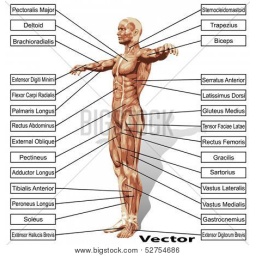 Pectoralis Major
Deltoid
Brachioradialis
Extensor Digiti Minimi
Flexor Carpi Radialis
Palmaris Longus
Rectus Abdominus
External Oblique
Pectineus
Adductor Longus
Tibialis Anterior
Peroneus Longus
Soleus
Extensor Hallucis Brevis
Sternocleidomastoid
Trapezius
Biceps
Serratus Anterior
Latissimus Dorsi
Gluteus Medius
Tensor Faciae Latae
Rectus Femoris
Gracilis
Sartorius
Vastus Lateralis
Vastus Medialis
Gastrocnemius
Extensor Digitorum Brevis
BIGSTOCK
Vector
www.bigstock.com · 52754686